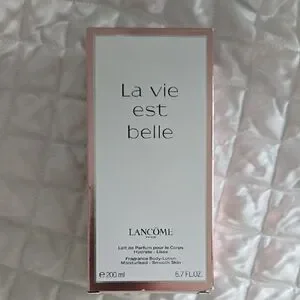 La vie
est
belle
LANCÔME
PARIS
Lait de Parfum pour le Corps
Hydraté - Lisse
Fragrance Body-Lotion
Moisturised - Smooth Skin
℮ 200 ml 6.7 FL.OZ.